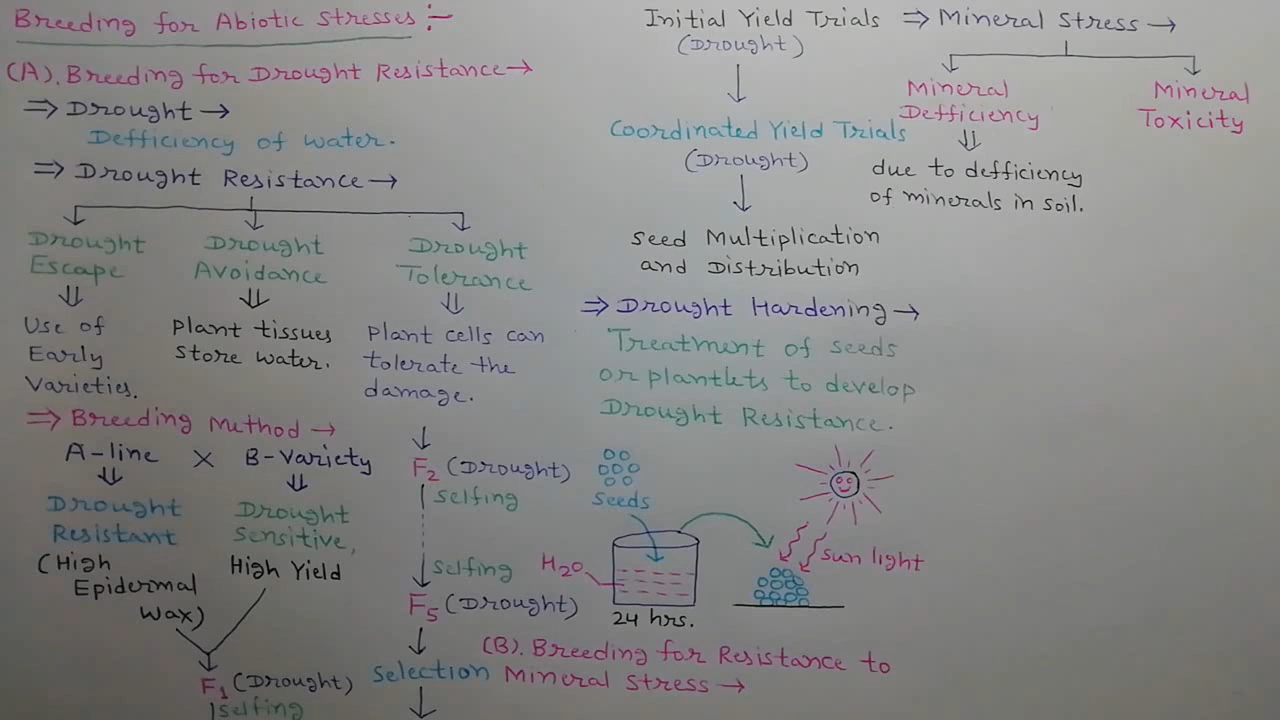 Breeding for Abiotic Stresses :-
(A). Breeding for Drought Resistance →
⇒ Drought →
Defficiency of water.
⇒ Drought Resistance →
Drought Escape
Drought Avoidance
Drought Tolerance
⇓
⇓
⇓
Use of
Early
Varieties.
Plant tissues
store water.
Plant cells can
tolerate the
damage.
⇒ Breeding Method →
A-line × B-Variety
⇓
⇓
Drought
Resistant
(High
Epidermal
Wax)
Drought
Sensitive,
High Yield
F₁ (Drought)
selfing
↓
F₂ (Drought)
selfing
selfing
F₅ (Drought)
↓
Selection
↓
Initial Yield Trials
(Drought)
↓
Coordinated Yield Trials
(Drought)
↓
Seed Multiplication
and Distribution
⇒ Drought Hardening →
Treatment of seeds
or plantlets to develop
Drought Resistance.
Seeds
H₂O
24 hrs.
Sun light
(B). Breeding for Resistance to
Mineral Stress →
⇒ Mineral Stress →
Mineral
Defficiency
Mineral
Toxicity
⇓
due to defficiency
of minerals in soil.